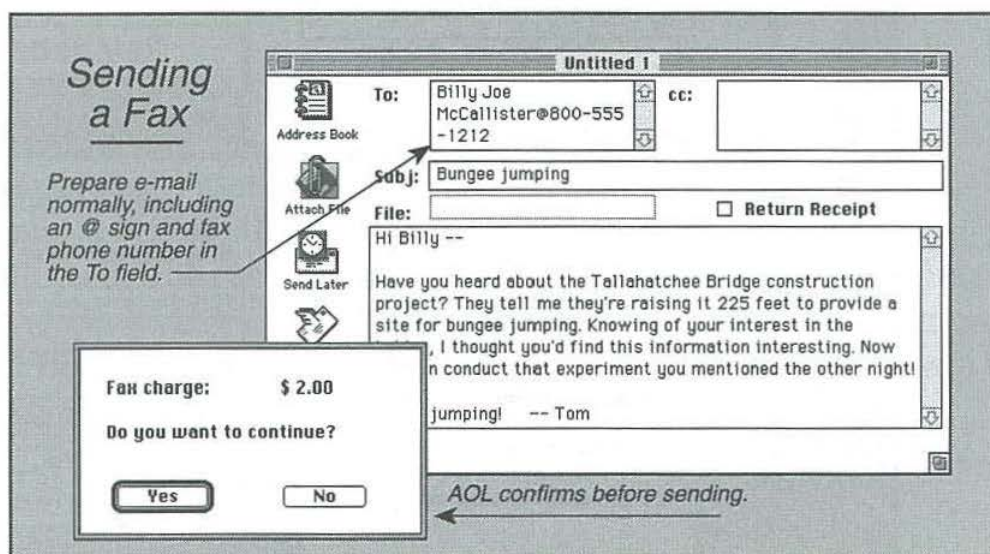 Sending
a Fax
Prepare e-mail
normally, including
an @ sign and fax
phone number in
the To field.
Untitled 1
Address Book
Attach File
Send Later
To:
Billy Joe
McCallister@800-555
-1212
cc:
Subj:
Bungee jumping
File:
Return Receipt
Hi Billy --
Have you heard about the Tallahatchee Bridge construction
project? They tell me they're raising it 225 feet to provide a
site for bungee jumping. Knowing of your interest in the
, I thought you'd find this information interesting. Now
n conduct that experiment you mentioned the other night!
jumping! -- Tom
Fax charge: $ 2.00
Do you want to continue?
Yes
No
AOL confirms before sending.